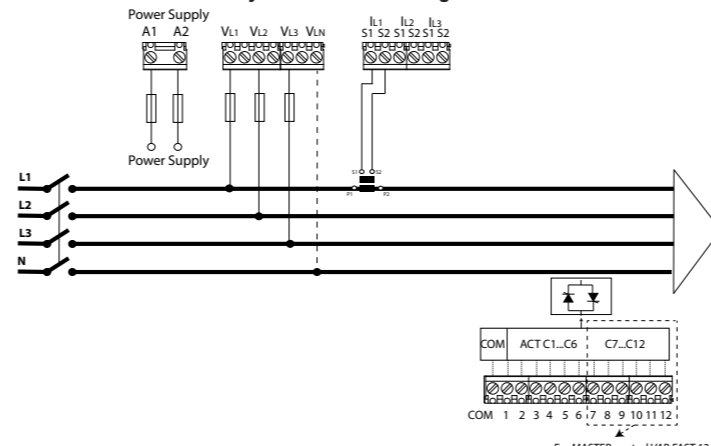 Power Supply
A1 A2
VL1 VL2 VL3 VLN
IL1 IL2 IL3
S1 S2 S1 S2 S1 S2
Power Supply
S1 S2
P1 P2
L1
L2
L3
N
COM ACT C1...C6 C7...C12
COM 1 2 3 4 5 6 7 8 9 10 11 12